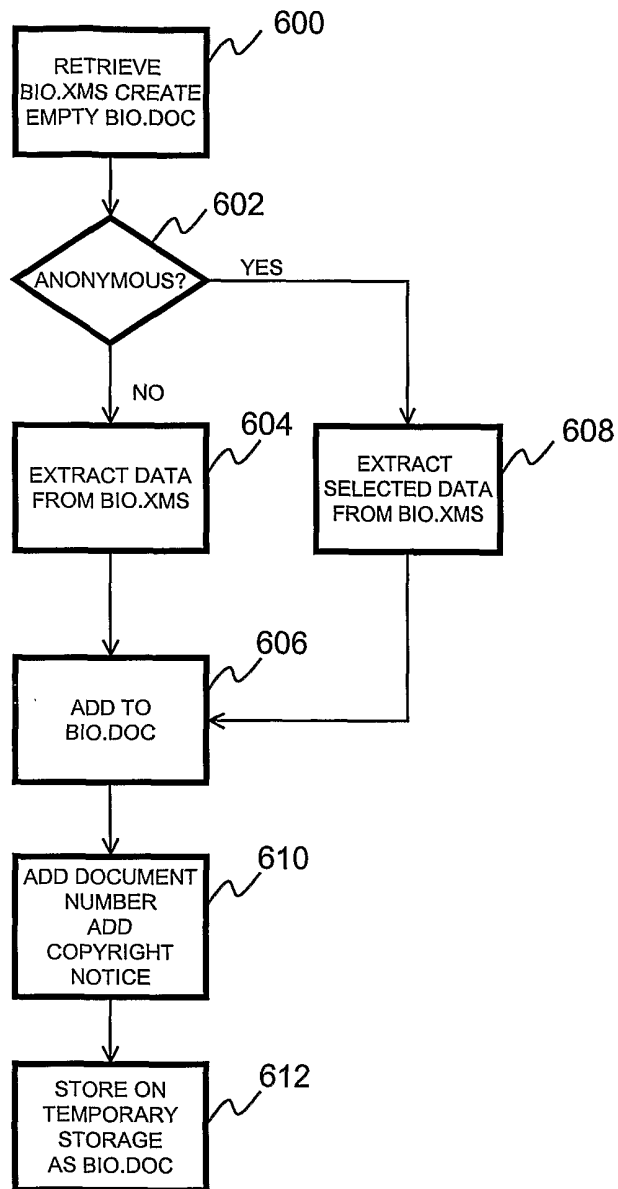 600
RETRIEVE
BIO.XMS CREATE
EMPTY BIO.DOC
602
ANONYMOUS?
YES
NO
604
EXTRACT DATA
FROM BIO.XMS
608
EXTRACT
SELECTED DATA
FROM BIO.XMS
606
ADD TO
BIO.DOC
610
ADD DOCUMENT
NUMBER
ADD
COPYRIGHT
NOTICE
612
STORE ON
TEMPORARY
STORAGE
AS BIO.DOC